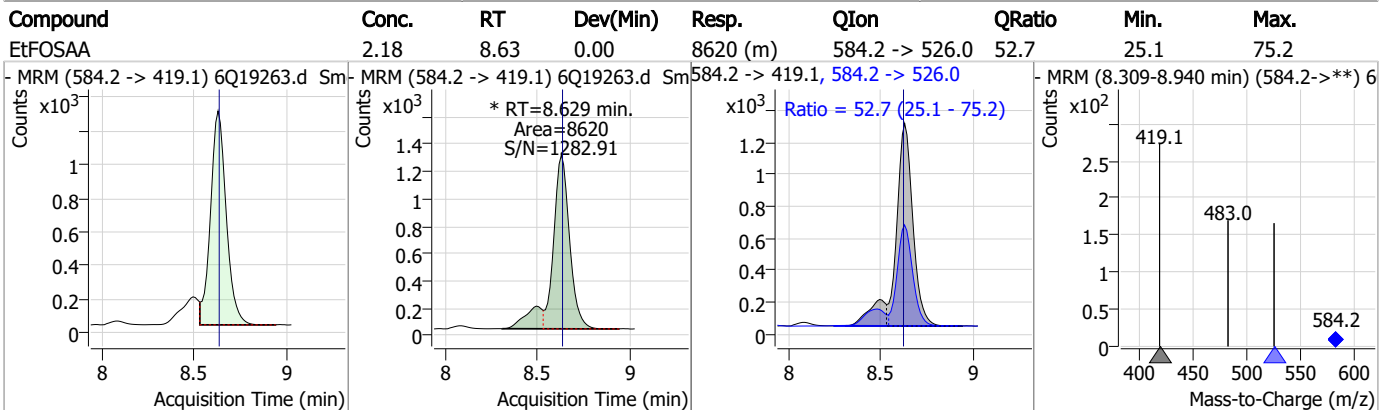 Compound Conc. RT Dev(Min) Resp. QIon QRatio Min. Max.
EtFOSAA 2.18 8.63 0.00 8620 (m) 584.2 -> 526.0 52.7 25.1 75.2
- MRM (584.2 -> 419.1) 6Q19263.d Sm
Counts
x10³
1
0.8
0.6
0.4
0.2
0
8 8.5 9
Acquisition Time (min)
- MRM (584.2 -> 419.1) 6Q19263.d Sm
Counts
x10³
* RT=8.629 min.
Area=8620
S/N=1282.91
1.4
1.2
1
0.8
0.6
0.4
0.2
0
8 8.5 9
Acquisition Time (min)
584.2 -> 419.1, 584.2 -> 526.0
Counts
x10³
Ratio = 52.7 (25.1 - 75.2)
1.2
1
0.8
0.6
0.4
0.2
0
8 8.5 9
Acquisition Time (min)
- MRM (8.309-8.940 min) (584.2->**) 6
Counts
x10²
419.1
2.5
2
483.0
1.5
1
0.5
584.2
0
400 450 500 550 600
Mass-to-Charge (m/z)